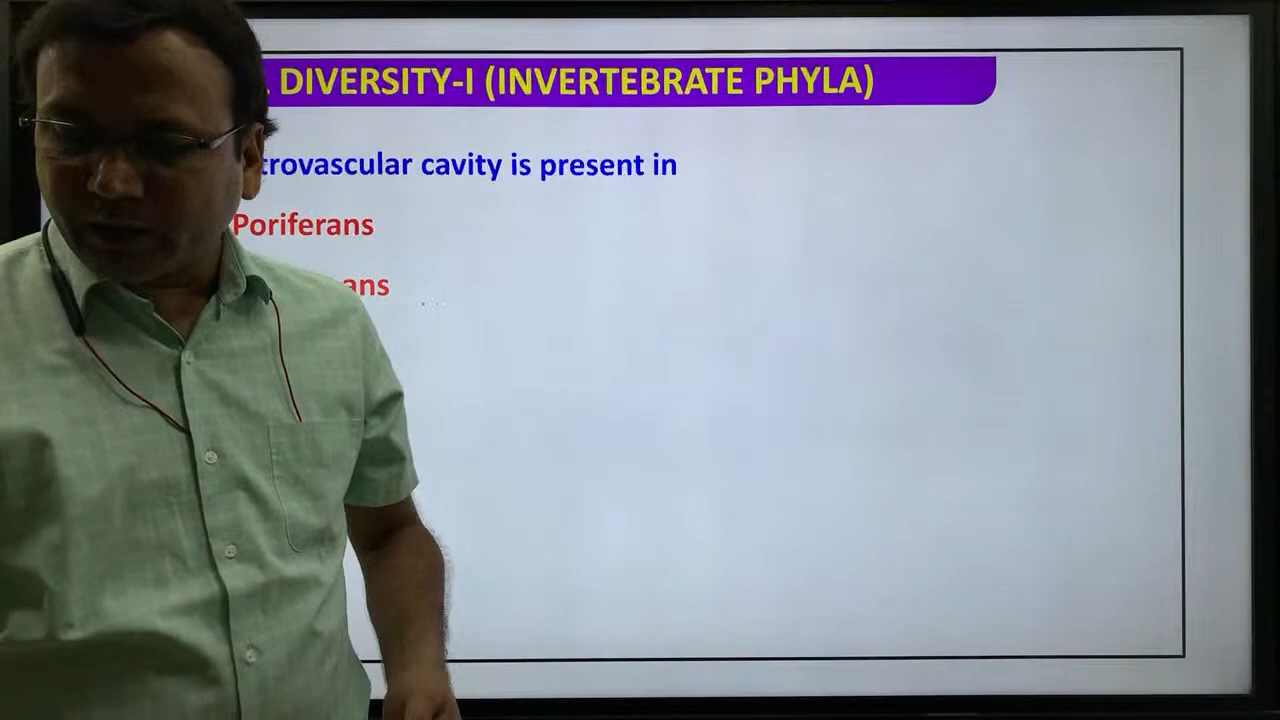 DIVERSITY-I (INVERTEBRATE PHYLA)
trovascular cavity is present in
Poriferans
ans